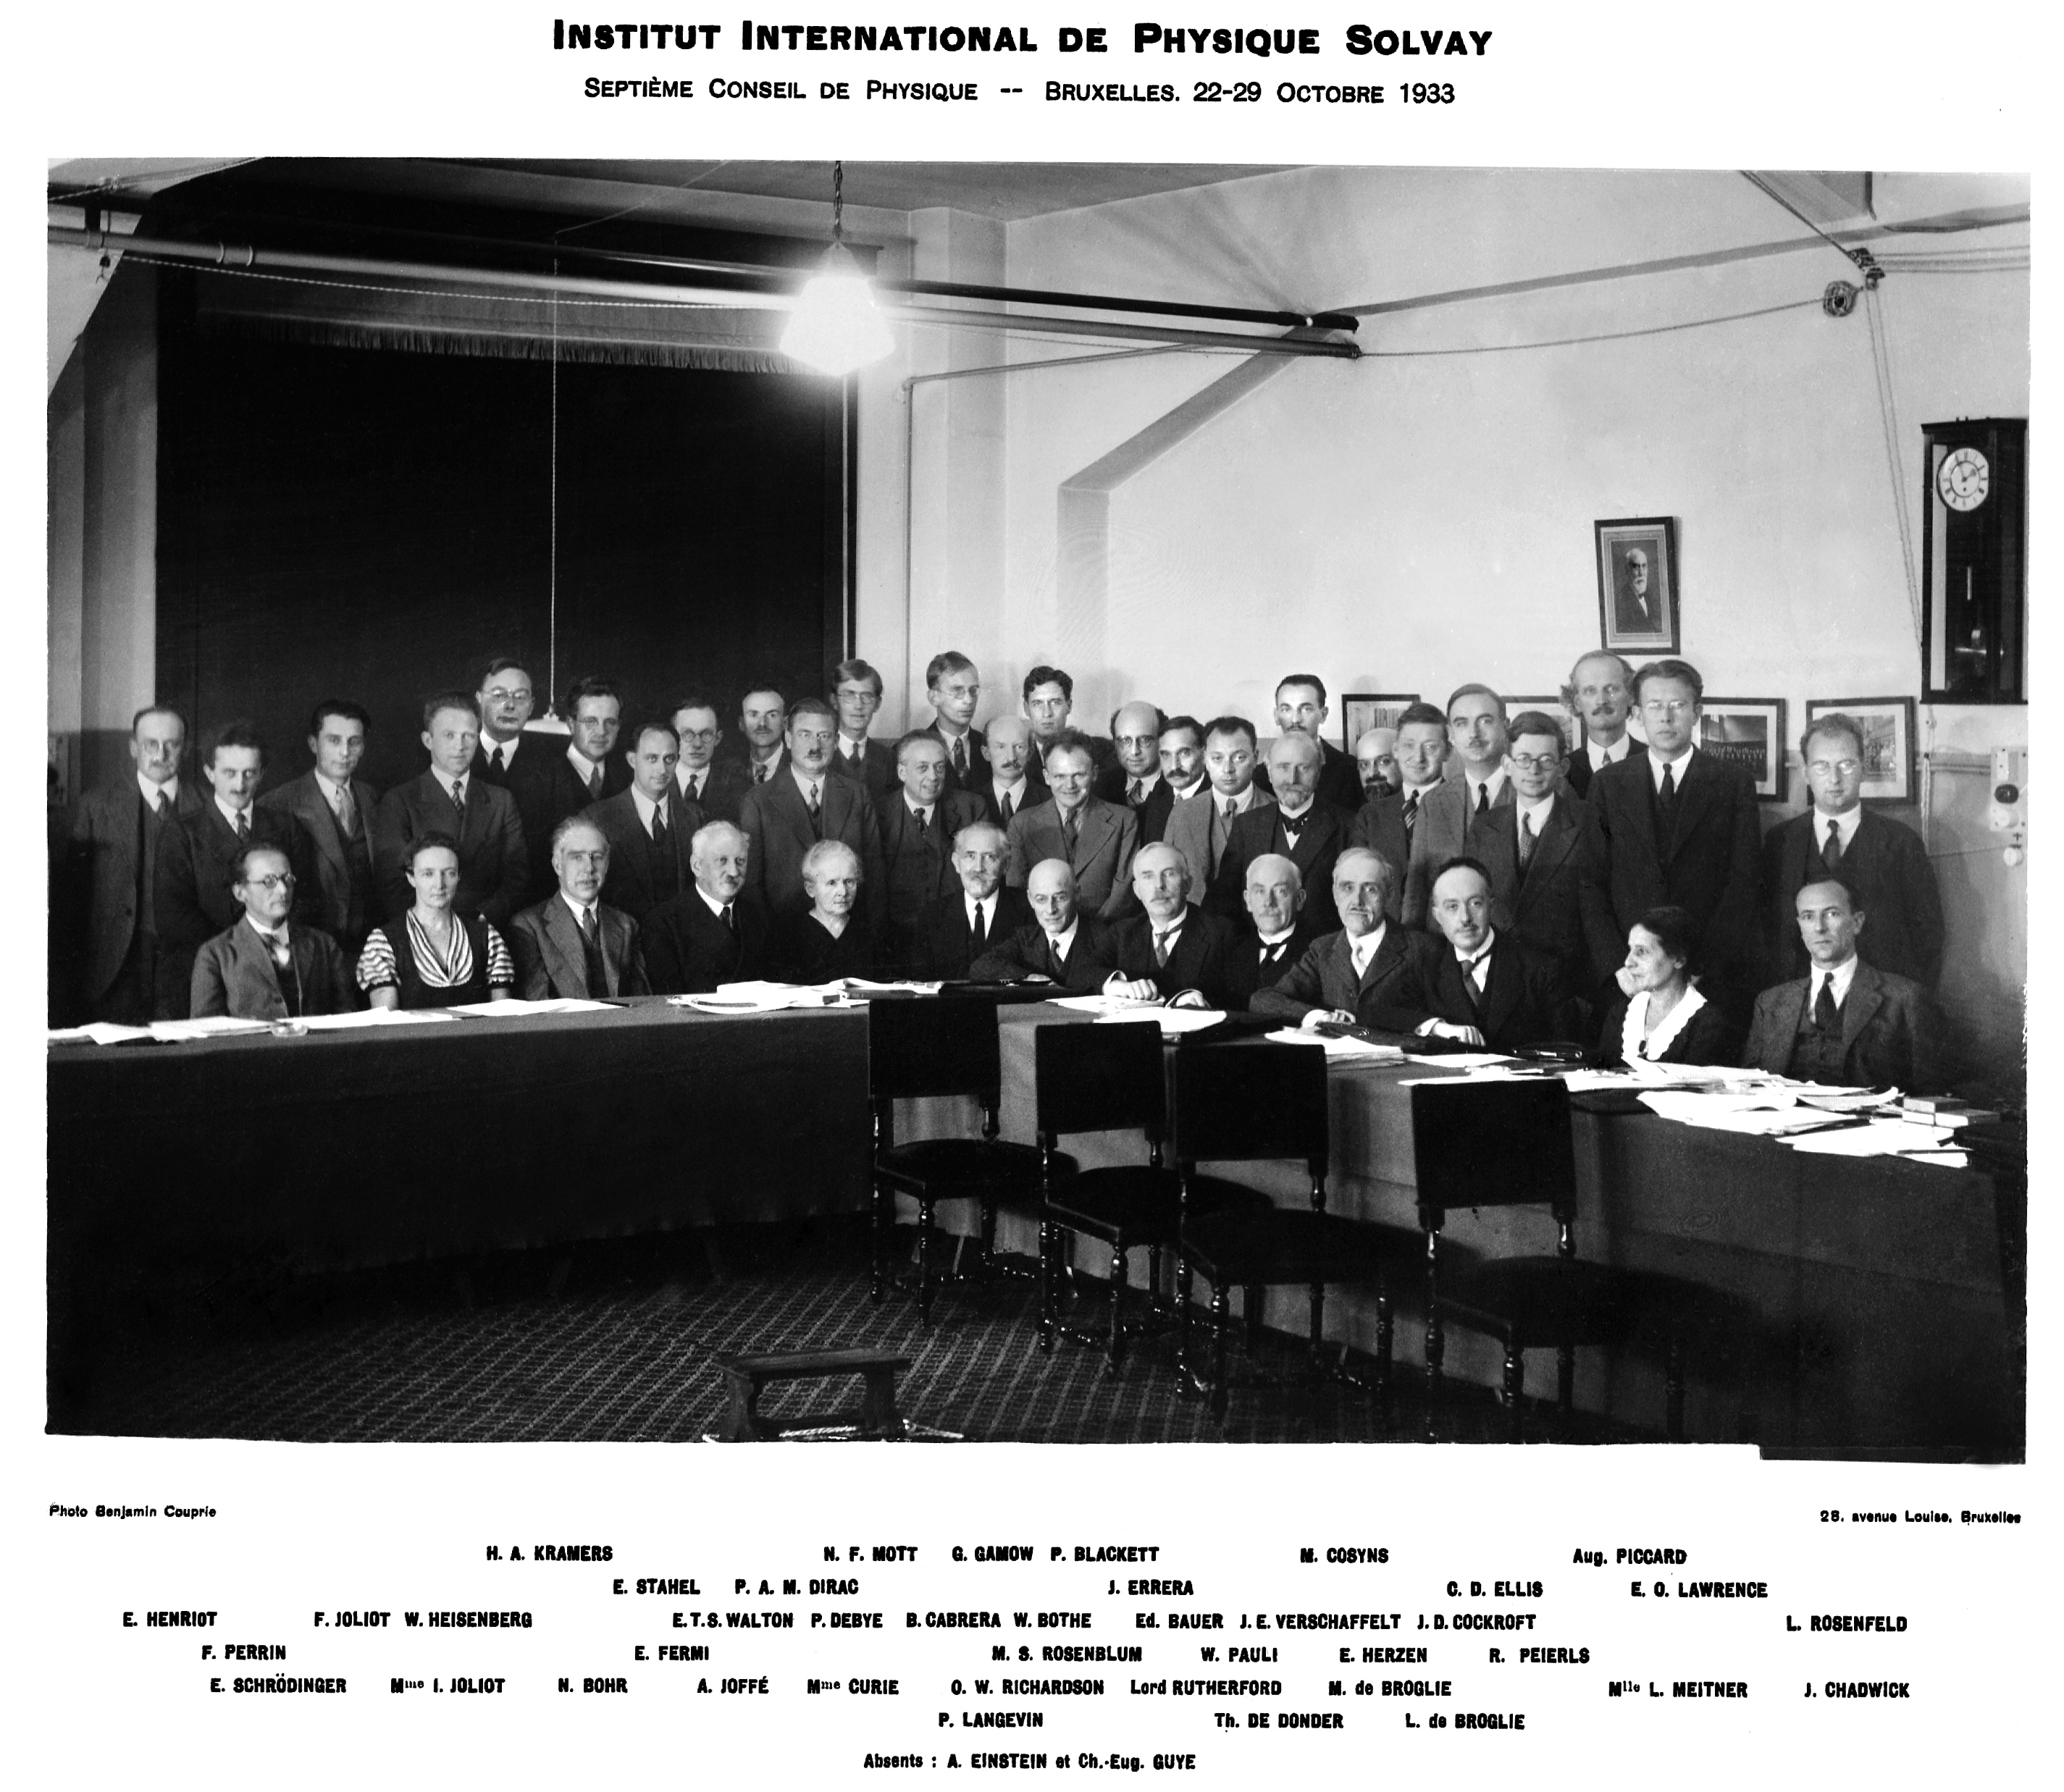 INSTITUT INTERNATIONAL DE PHYSIQUE SOLVAY
SEPTIÈME CONSEIL DE PHYSIQUE -- BRUXELLES. 22-29 OCTOBRE 1933
Photo Benjamin Couprie
28, avenue Louise, Bruxelles
H. A. KRAMERS N. F. MOTT G. GAMOW P. BLACKETT M. COSYNS Aug. PICCARD
E. STAHEL P. A. M. DIRAC J. ERRERA C. D. ELLIS E. O. LAWRENCE
E. HENRIOT F. JOLIOT W. HEISENBERG E.T.S. WALTON P. DEBYE B. CABRERA W. BOTHE Ed. BAUER J. E. VERSCHAFFELT J. D. COCKROFT L. ROSENFELD
F. PERRIN E. FERMI M. S. ROSENBLUM W. PAULI E. HERZEN R. PEIERLS
E. SCHRÖDINGER Mme I. JOLIOT N. BOHR A. JOFFÉ Mme CURIE O. W. RICHARDSON Lord RUTHERFORD M. de BROGLIE Mlle L. MEITNER J. CHADWICK
P. LANGEVIN Th. DE DONDER L. de BROGLIE
Absents : A. EINSTEIN et Ch.-Eug. GUYE